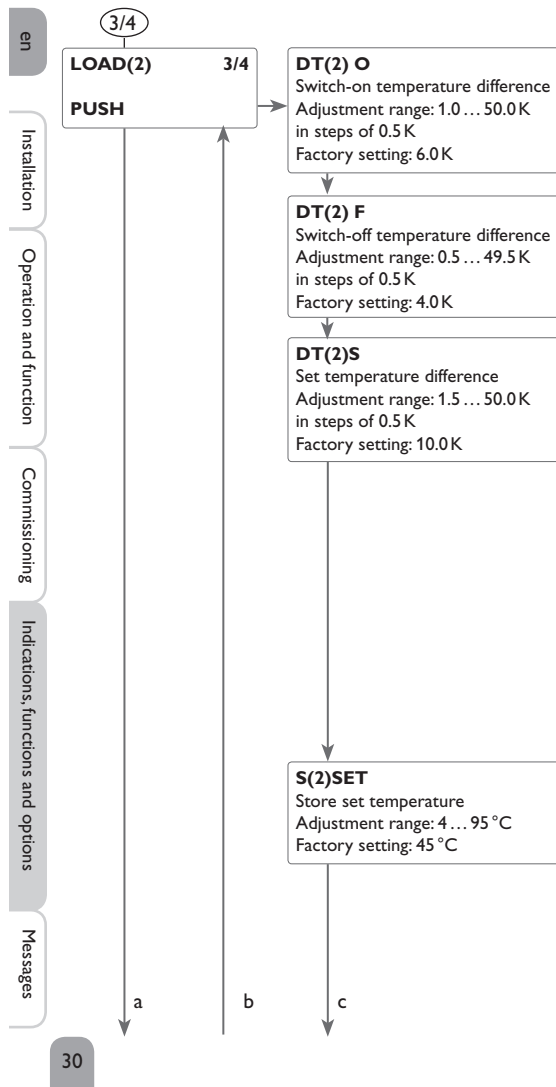 en
Installation
Operation and function
Commissioning
Indications, functions and options
Messages
3/4
LOAD(2) 3/4
PUSH
DT(2) O
Switch-on temperature difference
Adjustment range: 1.0 … 50.0 K
in steps of 0.5 K
Factory setting: 6.0 K
DT(2) F
Switch-off temperature difference
Adjustment range: 0.5 … 49.5 K
in steps of 0.5 K
Factory setting: 4.0 K
DT(2)S
Set temperature difference
Adjustment range: 1.5 … 50.0 K
in steps of 0.5 K
Factory setting: 10.0 K
S(2)SET
Store set temperature
Adjustment range: 4 … 95 °C
Factory setting: 45 °C
a b c
30